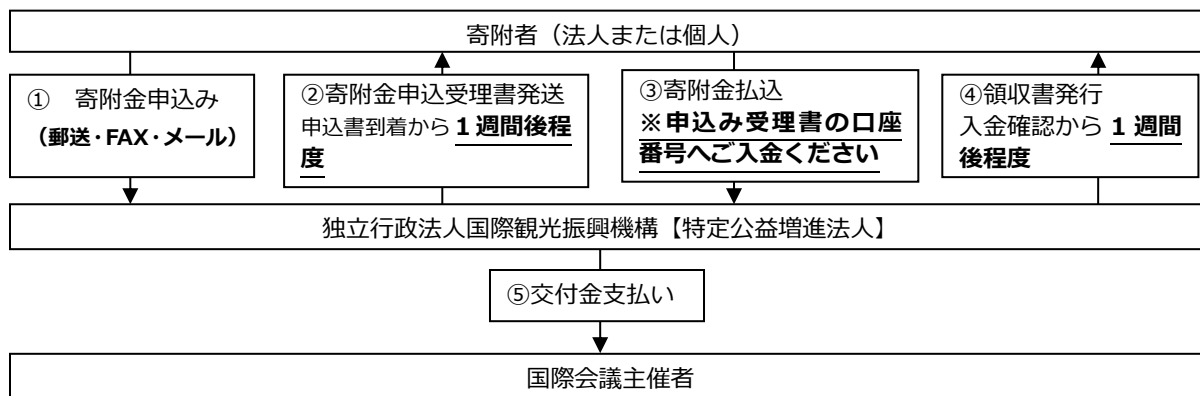 寄附者（法人または個人）
① 寄附金申込み
（郵送・FAX・メール）
②寄附金申込受理書発送
申込書到着から１週間後程
度
③寄附金払込
※申込み受理書の口座
番号へご入金ください
④領収書発行
入金確認から１週間
後程度
独立行政法人国際観光振興機構【特定公益増進法人】
⑤交付金支払い
国際会議主催者